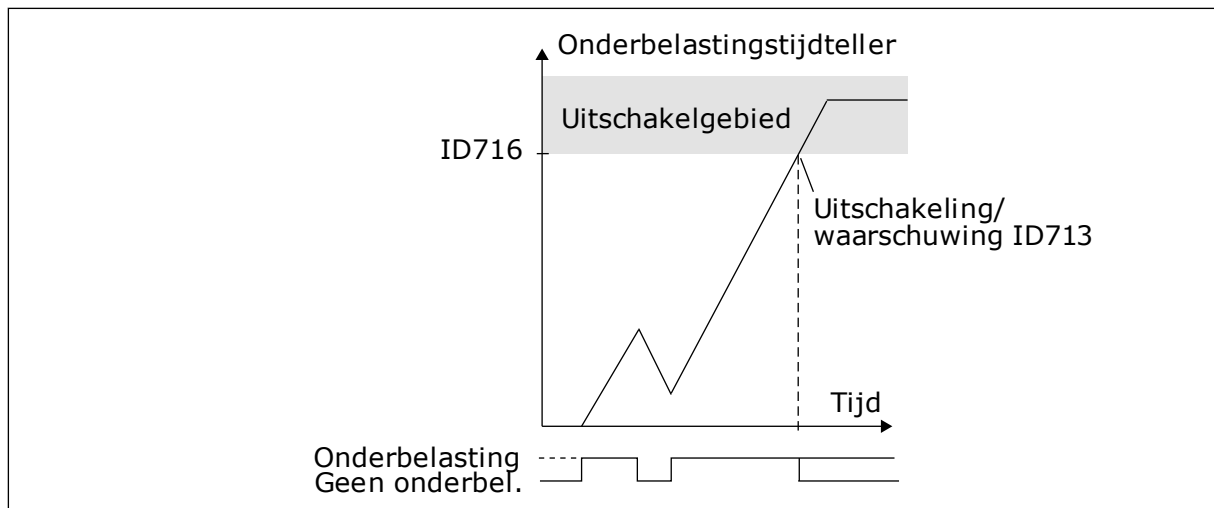 Onderbelastingstijdteller
Uitschakelgebied
ID716
Uitschakeling/
waarschuwing ID713
Tijd
Onderbelasting
Geen onderbel.